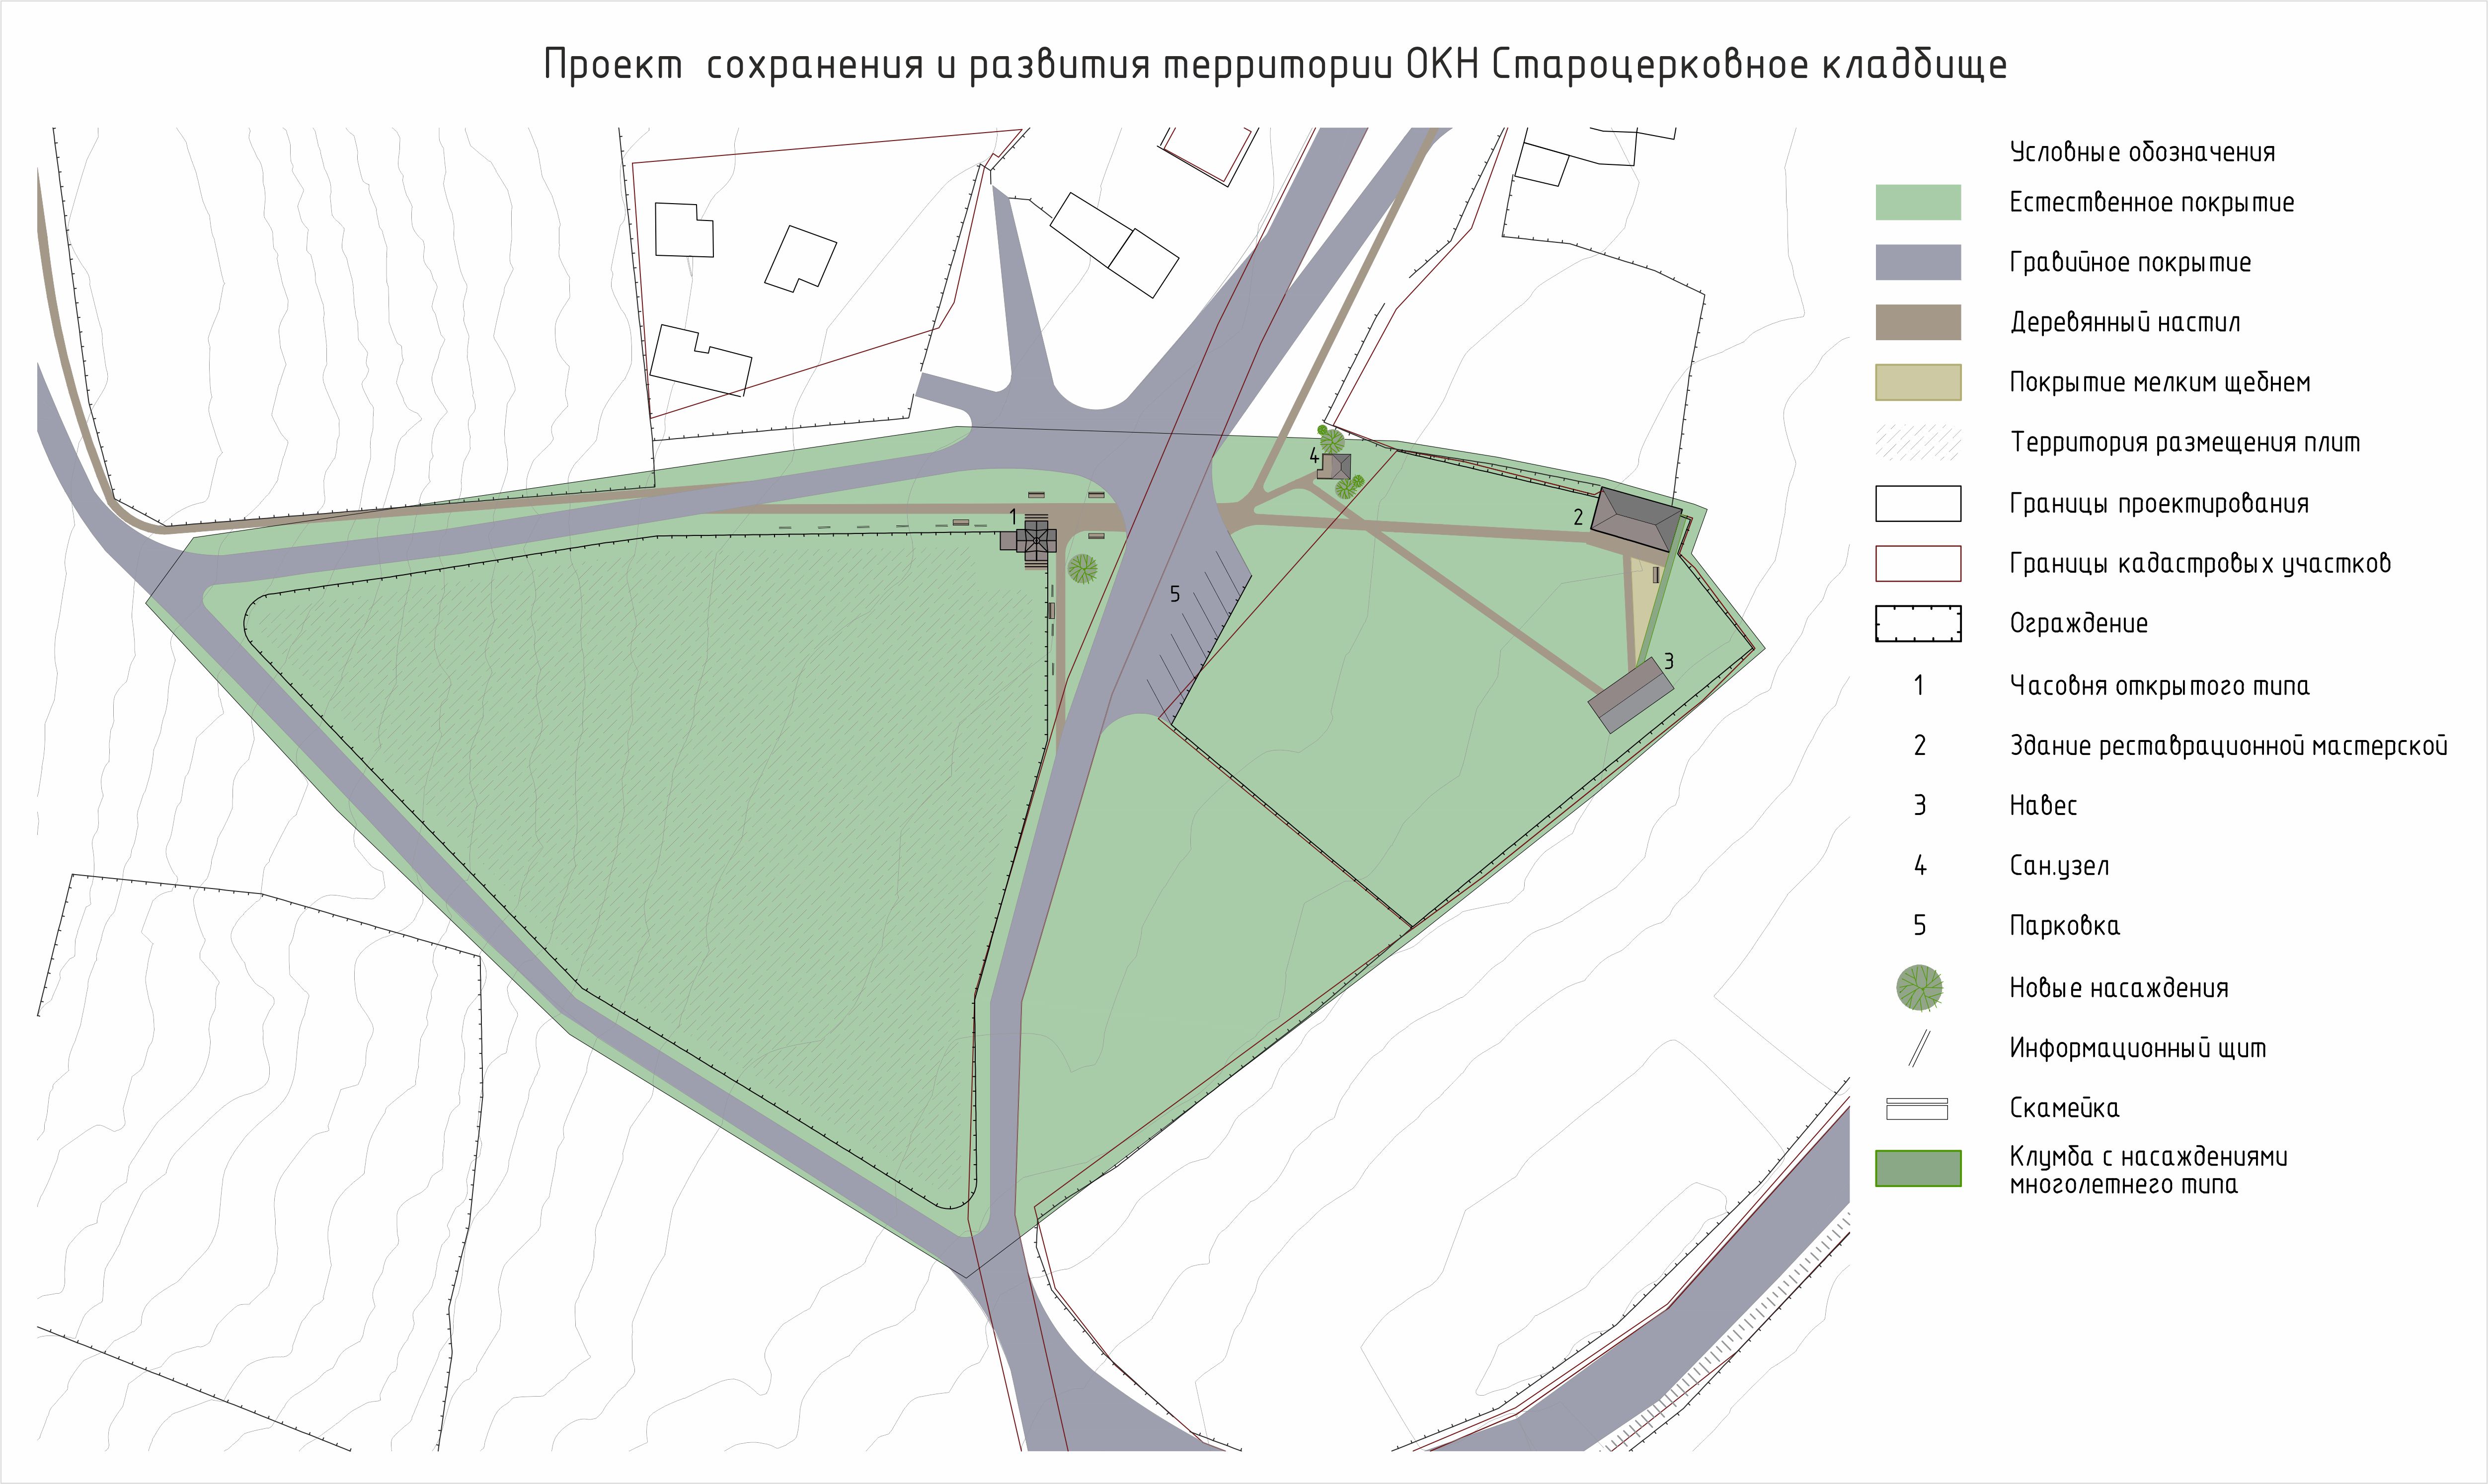 Проект сохранения и развития территории ОКН Староцерковное кладбище
Условные обозначения
Естественное покрытие
Гравийное покрытие
Деревянный настил
Покрытие мелким щебнем
Территория размещения плит
Границы проектирования
Границы кадастровых участков
Ограждение
1 Часовня открытого типа
2 Здание реставрационной мастерской
3 Навес
4 Сан.узел
5 Парковка
Новые насаждения
Информационный щит
Скамейка
Клумба с насаждениями
многолетнего типа
4
1
2
5
3